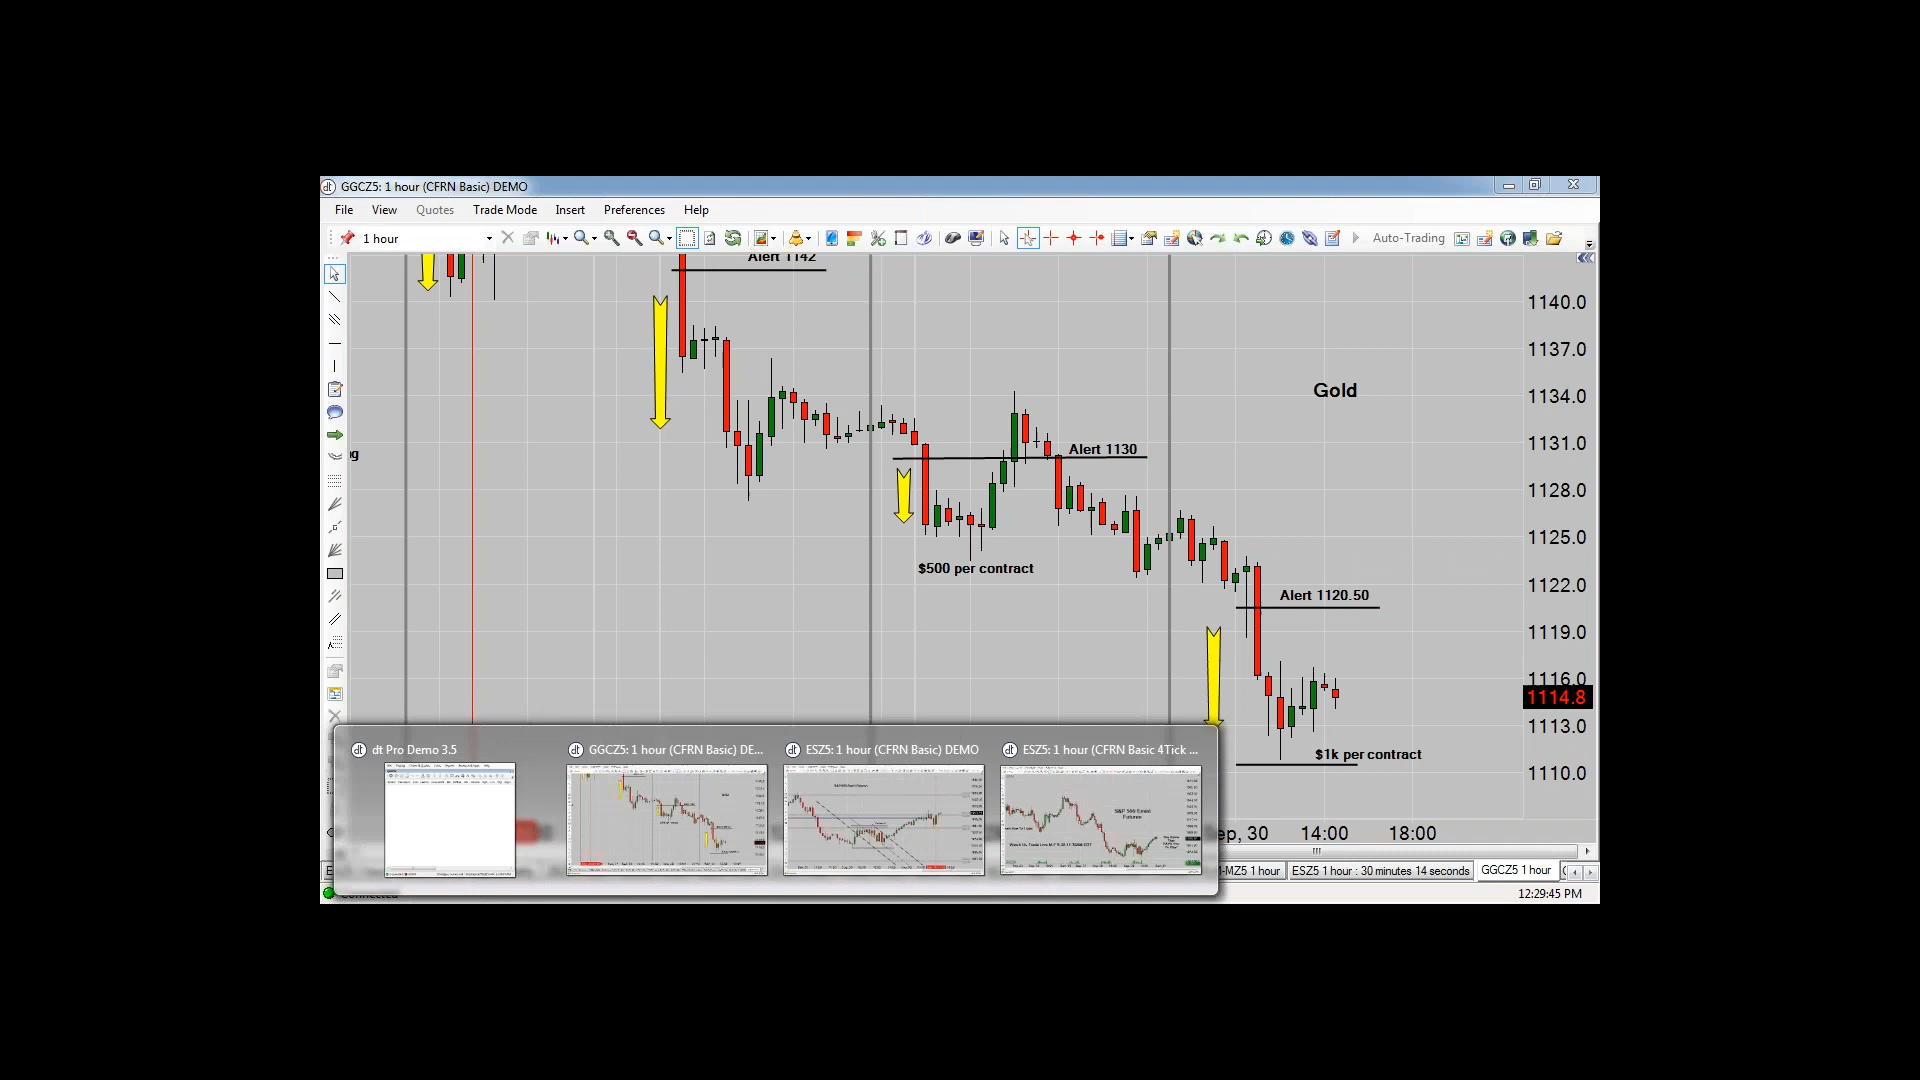 GGCZ5: 1 hour (CFRN Basic) DEMO
File View Quotes Trade Mode Insert Preferences Help
1 hour
Auto-Trading
Alert 1142
1140.0
1137.0
Gold
1134.0
Alert 1130
1131.0
1128.0
1125.0
$500 per contract
1122.0
Alert 1120.50
1119.0
1116.0
1114.8
1113.0
$1k per contract
1110.0
dt Pro Demo 3.5
GGCZ5: 1 hour (CFRN Basic) DE...
ESZ5: 1 hour (CFRN Basic) DEMO
ESZ5: 1 hour (CFRN Basic 4Tick ...
S&P 500 Emini
Futures
ep, 30 14:00 18:00
-MZ5 1 hour
ESZ5 1 hour : 30 minutes 14 seconds
GGCZ5 1 hour
Connected
12:29:45 PM